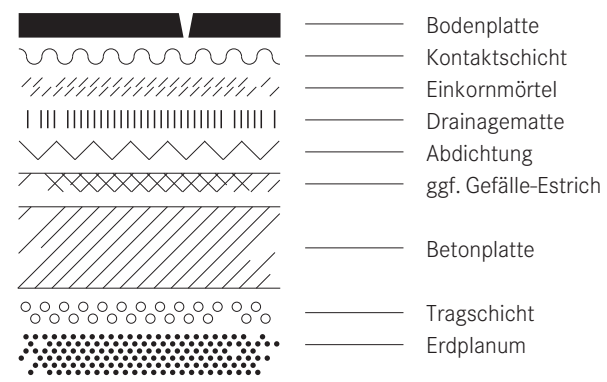 Bodenplatte
Kontaktschicht
Einkornmörtel
Drainagematte
Abdichtung
ggf. Gefälle-Estrich
Betonplatte
Tragschicht
Erdplanum